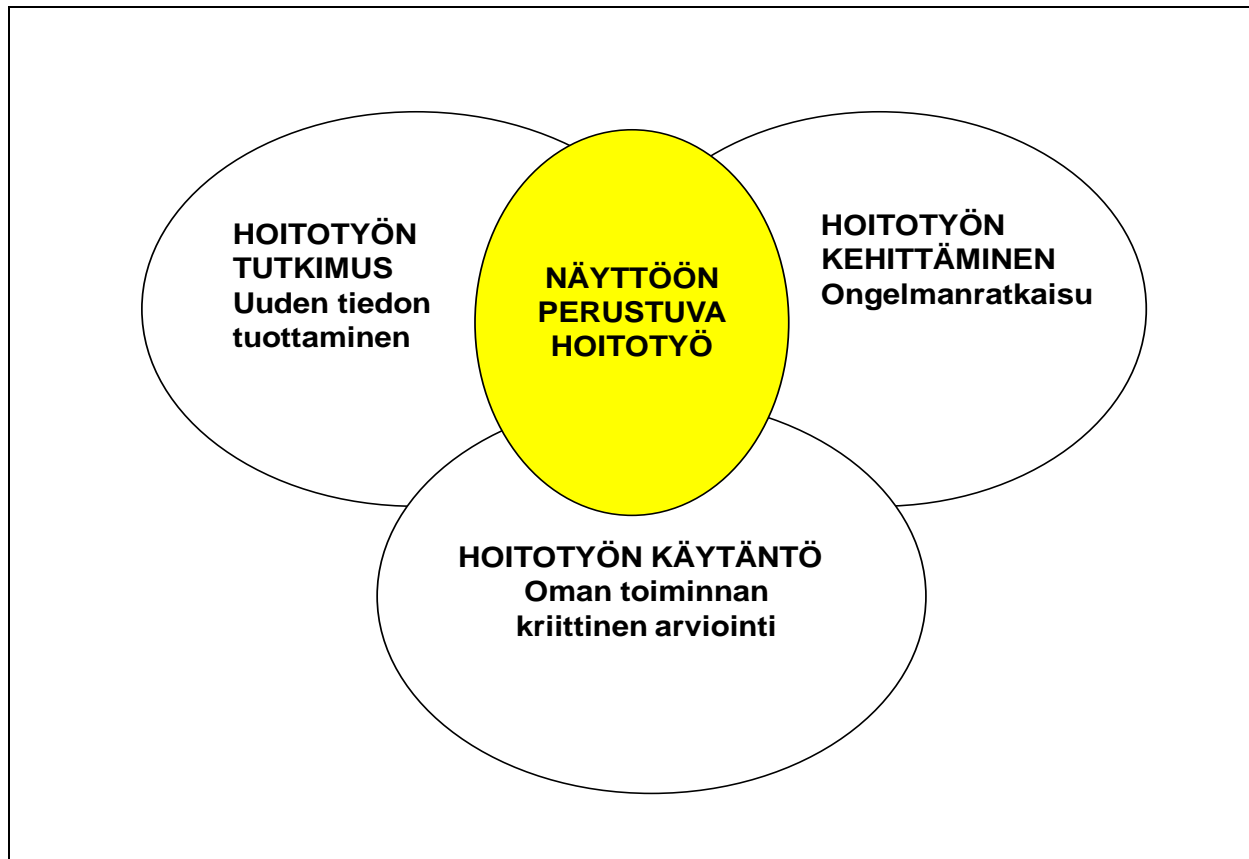 HOITOTYÖN
TUTKIMUS
Uuden tiedon
tuottaminen
NÄYTTÖÖN
PERUSTUVA
HOITOTYÖ
HOITOTYÖN
KEHITTÄMINEN
Ongelmanratkaisu
HOITOTYÖN KÄYTÄNTÖ
Oman toiminnan
kriittinen arviointi